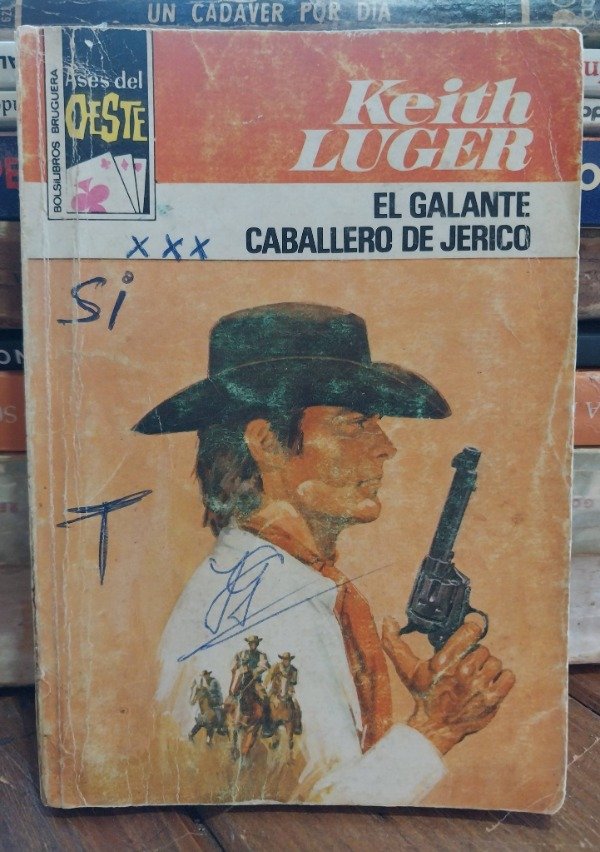 UN CADAVER POR DIA
BOLSILIBROS BRUGUERA
Ases del
OESTE
Keith
LUGER
EL GALANTE
CABALLERO DE JERICO
xxx
Si
T